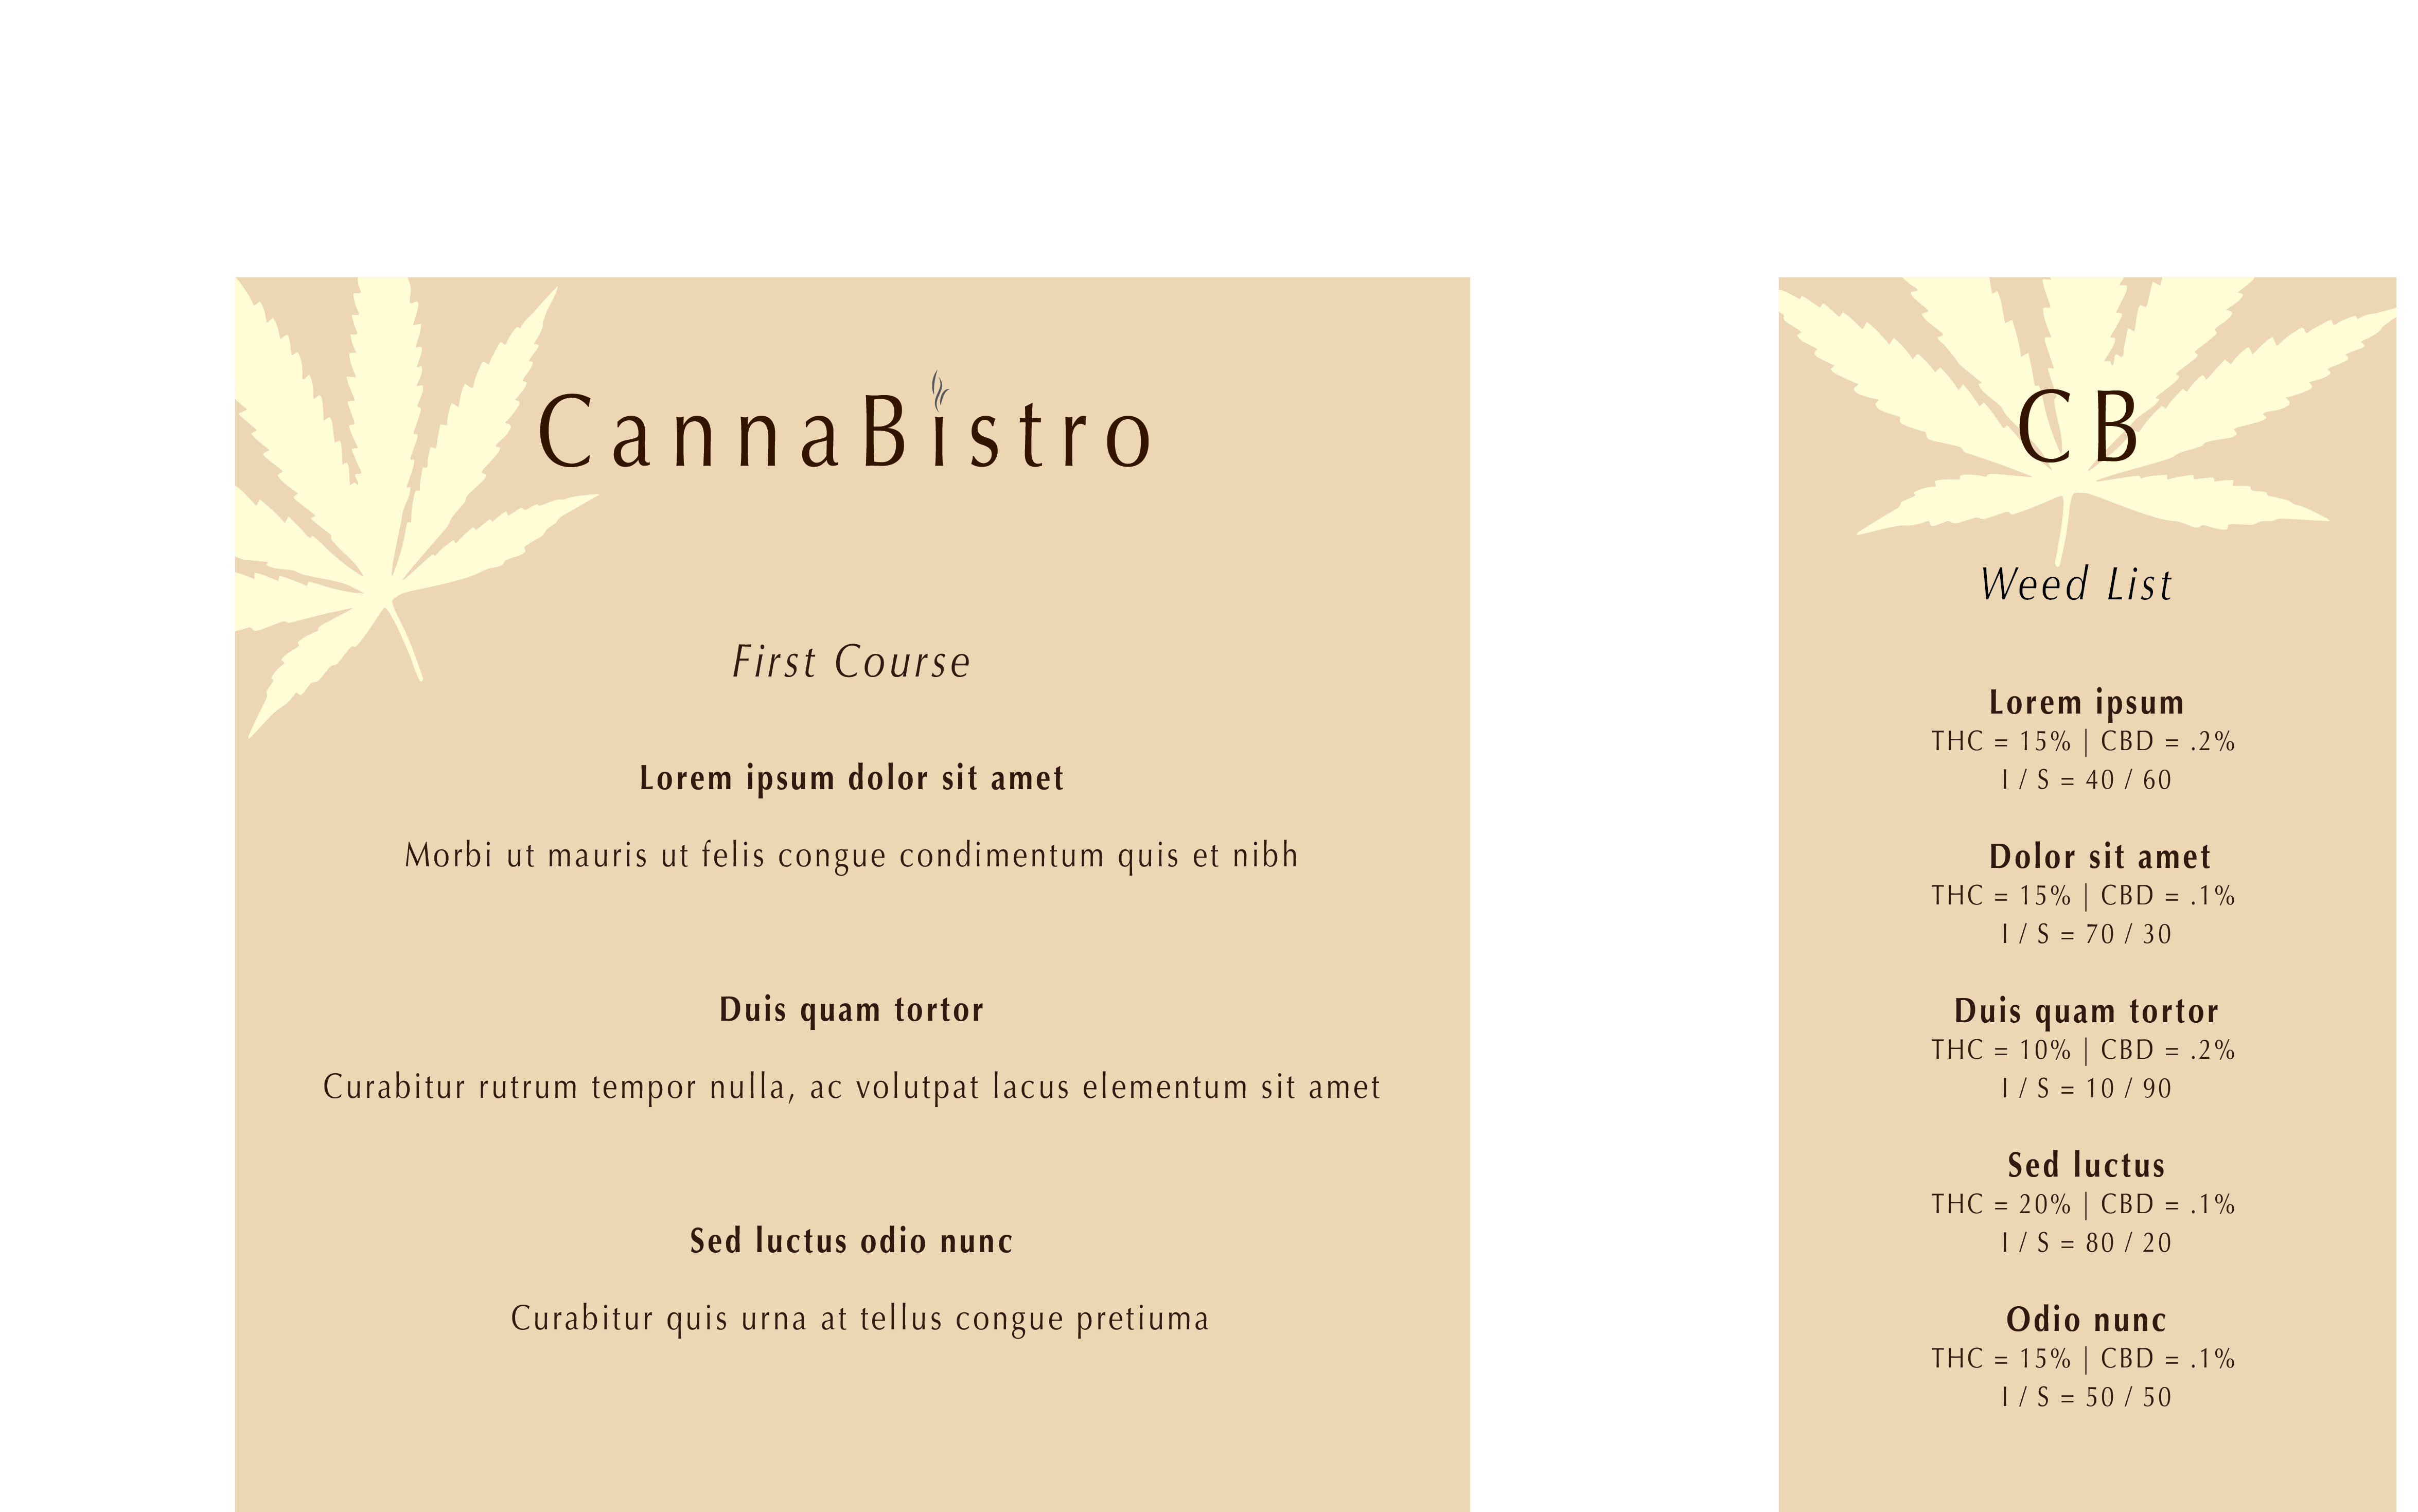 CannaBistro
First Course
Lorem ipsum dolor sit amet
Morbi ut mauris ut felis congue condimentum quis et nibh
Duis quam tortor
Curabitur rutrum tempor nulla, ac volutpat lacus elementum sit amet
Sed luctus odio nunc
Curabitur quis urna at tellus congue pretiuma
CB
Weed List
Lorem ipsum
THC = 15% | CBD = .2%
I / S = 40 / 60
Dolor sit amet
THC = 15% | CBD = .1%
I / S = 70 / 30
Duis quam tortor
THC = 10% | CBD = .2%
I / S = 10 / 90
Sed luctus
THC = 20% | CBD = .1%
I / S = 80 / 20
Odio nunc
THC = 15% | CBD = .1%
I / S = 50 / 50